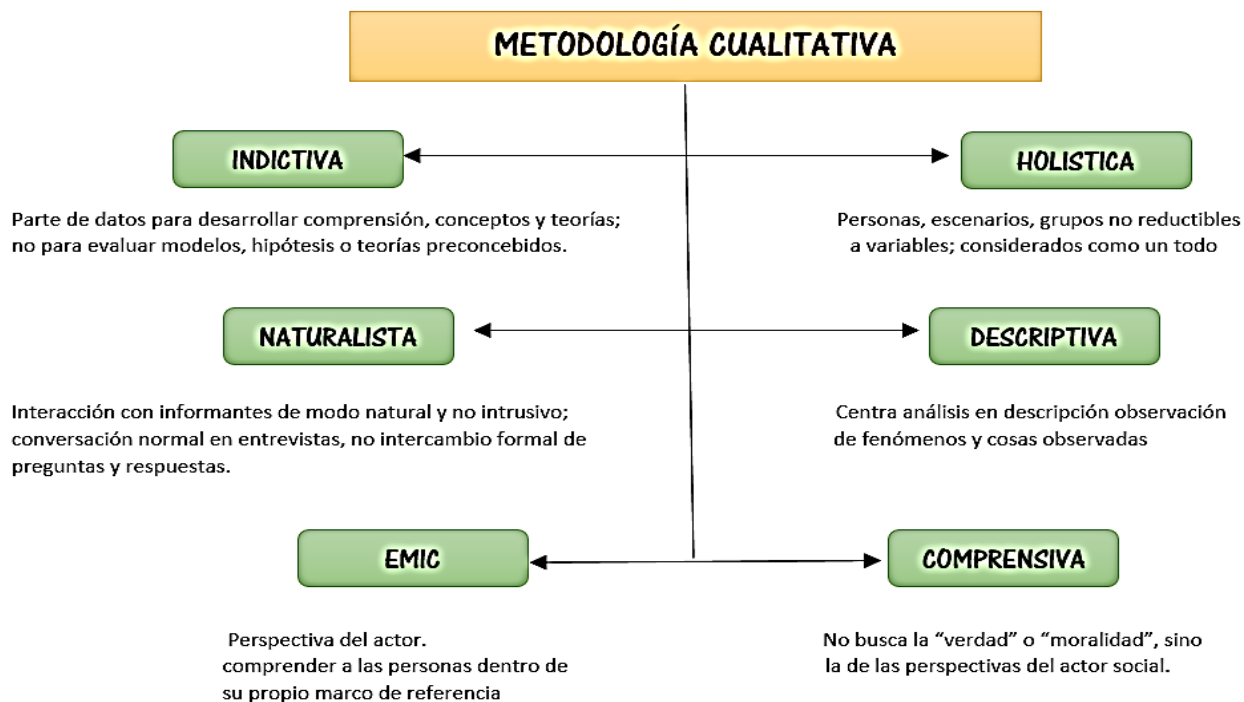 METODOLOGÍA CUALITATIVA
INDICTIVA
Parte de datos para desarrollar comprensión, conceptos y teorías;
no para evaluar modelos, hipótesis o teorías preconcebidos.
HOLISTICA
Personas, escenarios, grupos no reductibles
a variables; considerados como un todo
NATURALISTA
Interacción con informantes de modo natural y no intrusivo;
conversación normal en entrevistas, no intercambio formal de
preguntas y respuestas.
DESCRIPTIVA
Centra análisis en descripción observación
de fenómenos y cosas observadas
EMIC
Perspectiva del actor.
comprender a las personas dentro de
su propio marco de referencia
COMPRENSIVA
No busca la “verdad” o “moralidad”, sino
la de las perspectivas del actor social.